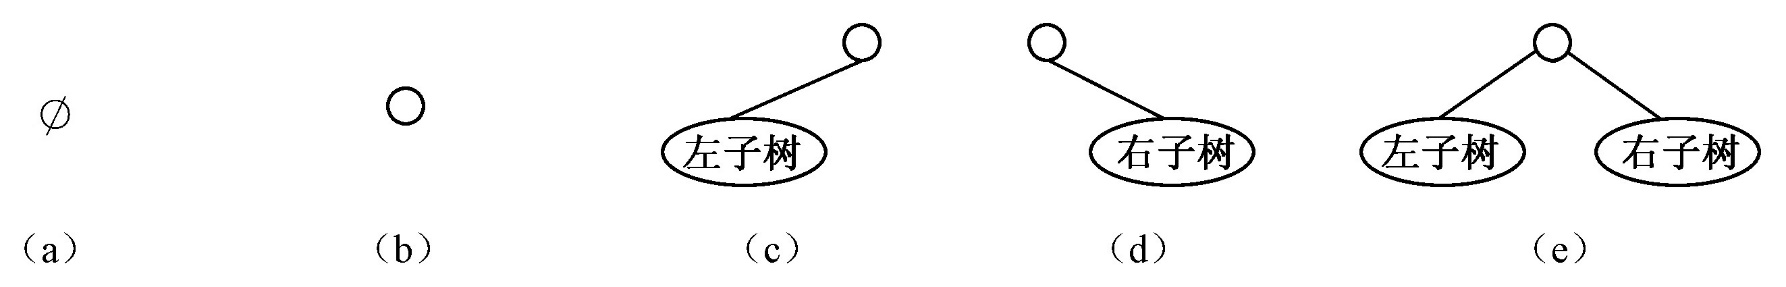 ∅
左子树 右子树 左子树 右子树
（a） （b） （c） （d） （e）